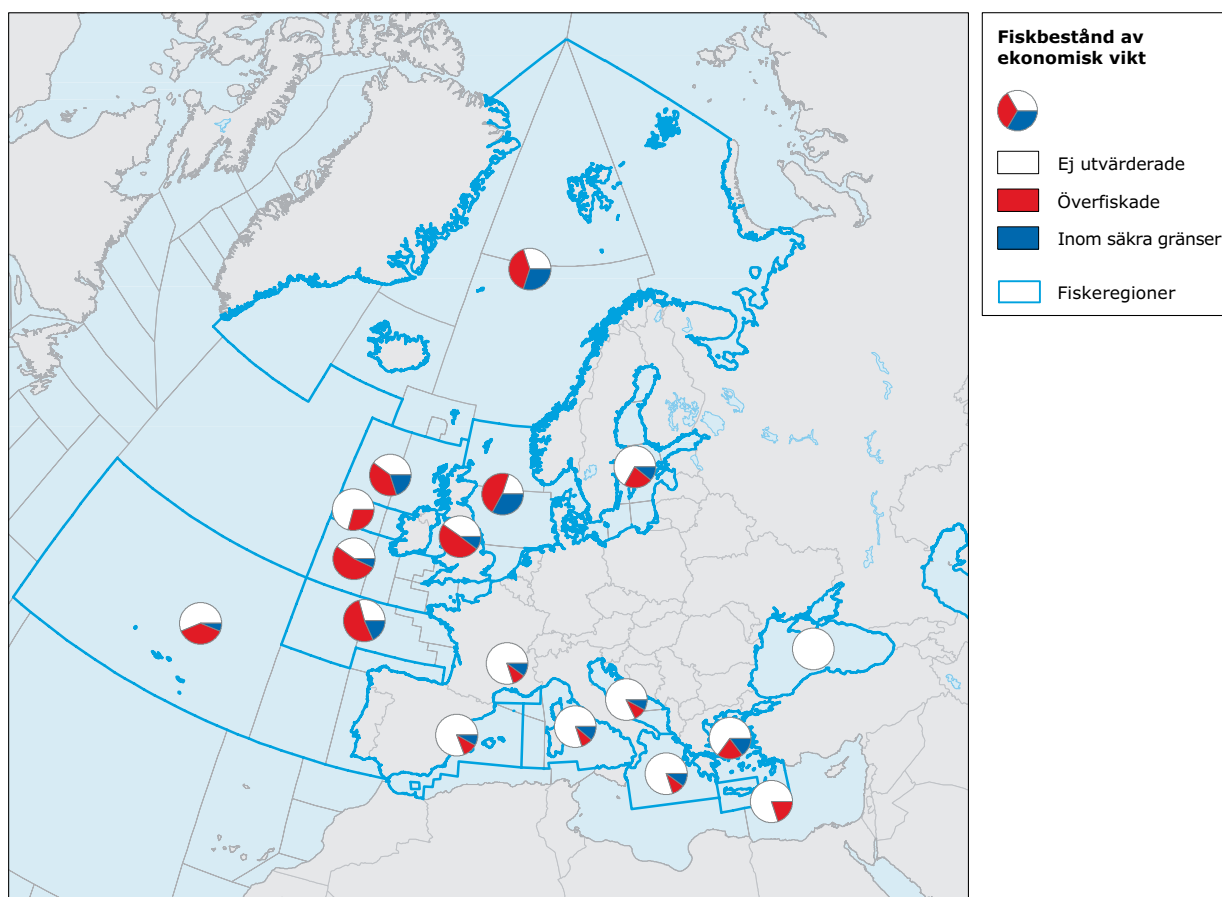 Fiskbestånd av
ekonomisk vikt
Ej utvärderade
Överfiskade
Inom säkra gränser
Fiskeregioner